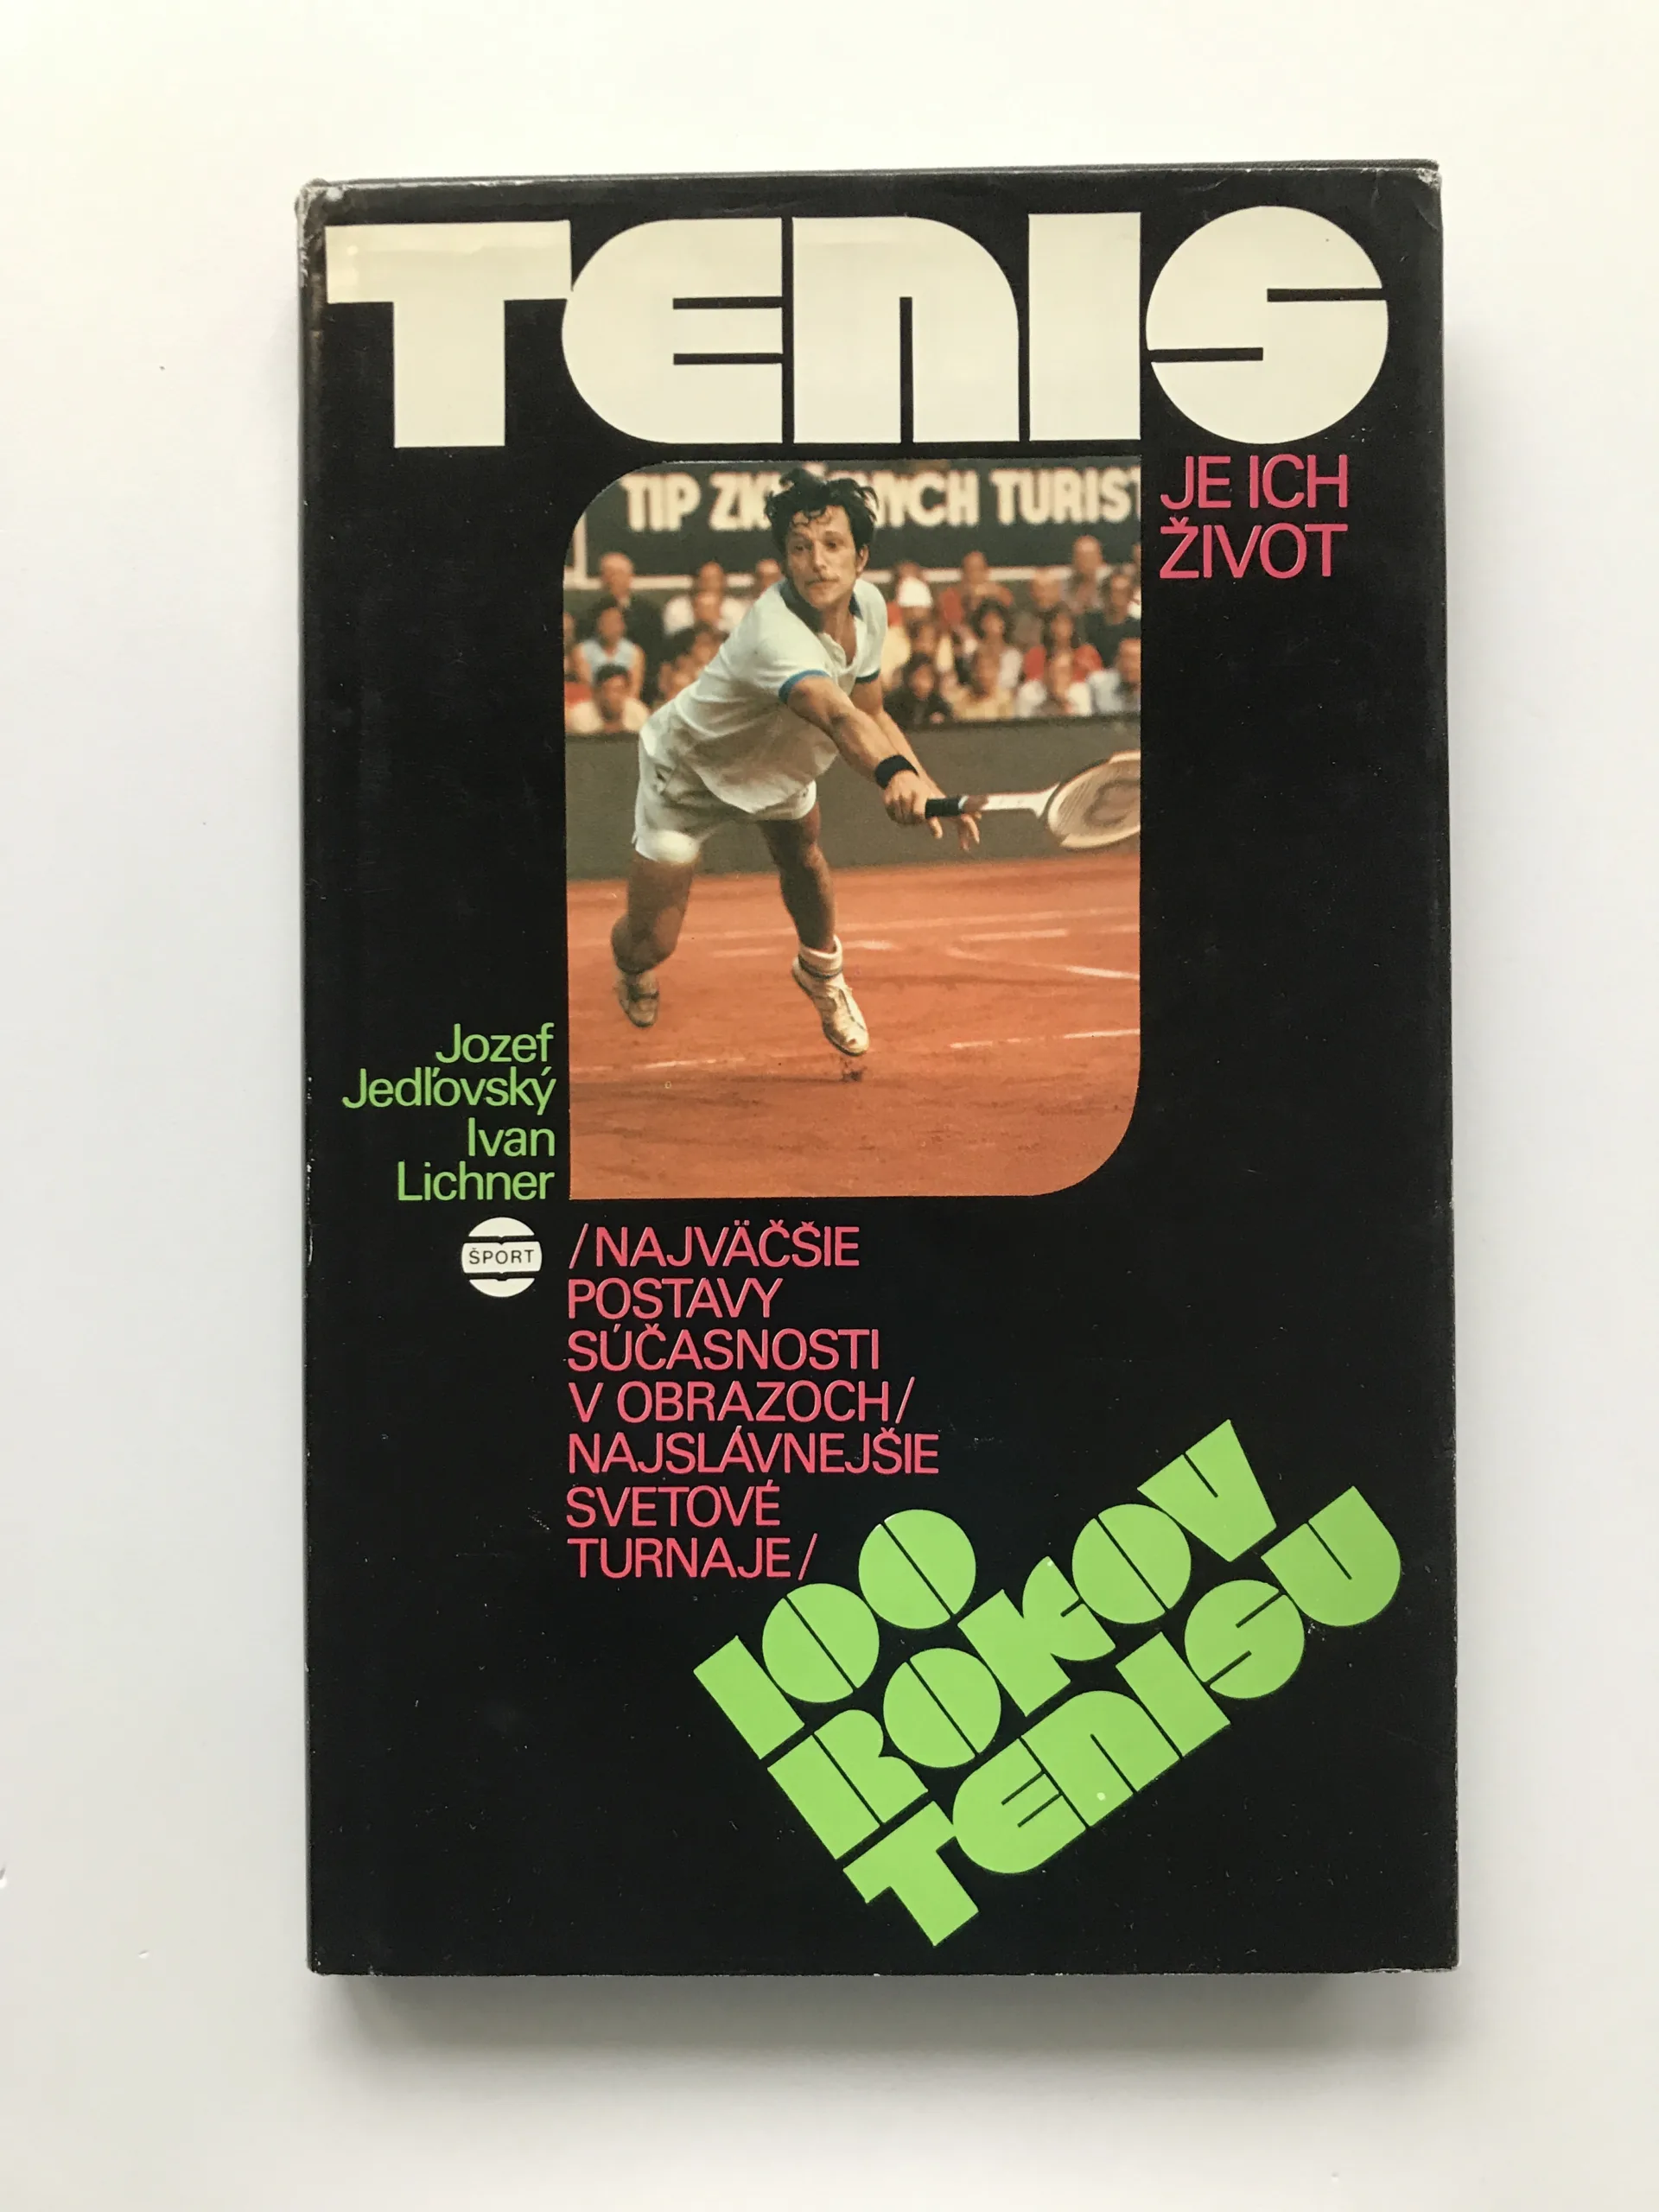 TENIS
JE ICH
ŽIVOT
TIP
TURIST
Jozef
Jedľovský
Ivan
Lichner
ŠPORT
/NAJVÄČŠIE
POSTAVY
SÚČASNOSTI
V OBRAZOCH/
NAJSLÁVNEJŠIE
SVETOVÉ
TURNAJE/
100
ROKOV
TENISU